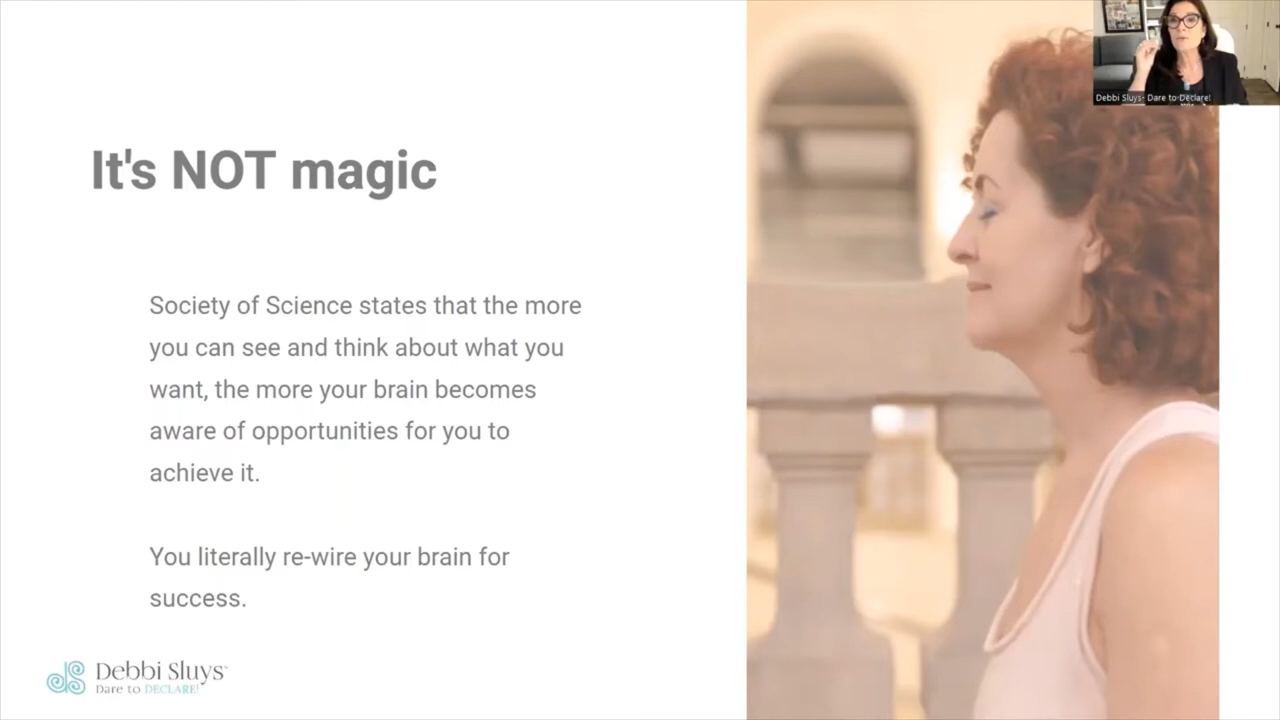 Debbi Sluys- Dare to Declare!
It's NOT magic
Society of Science states that the more
you can see and think about what you
want, the more your brain becomes
aware of opportunities for you to
achieve it.
You literally re-wire your brain for
success.
Debbi Sluys™
Dare to DECLARE!